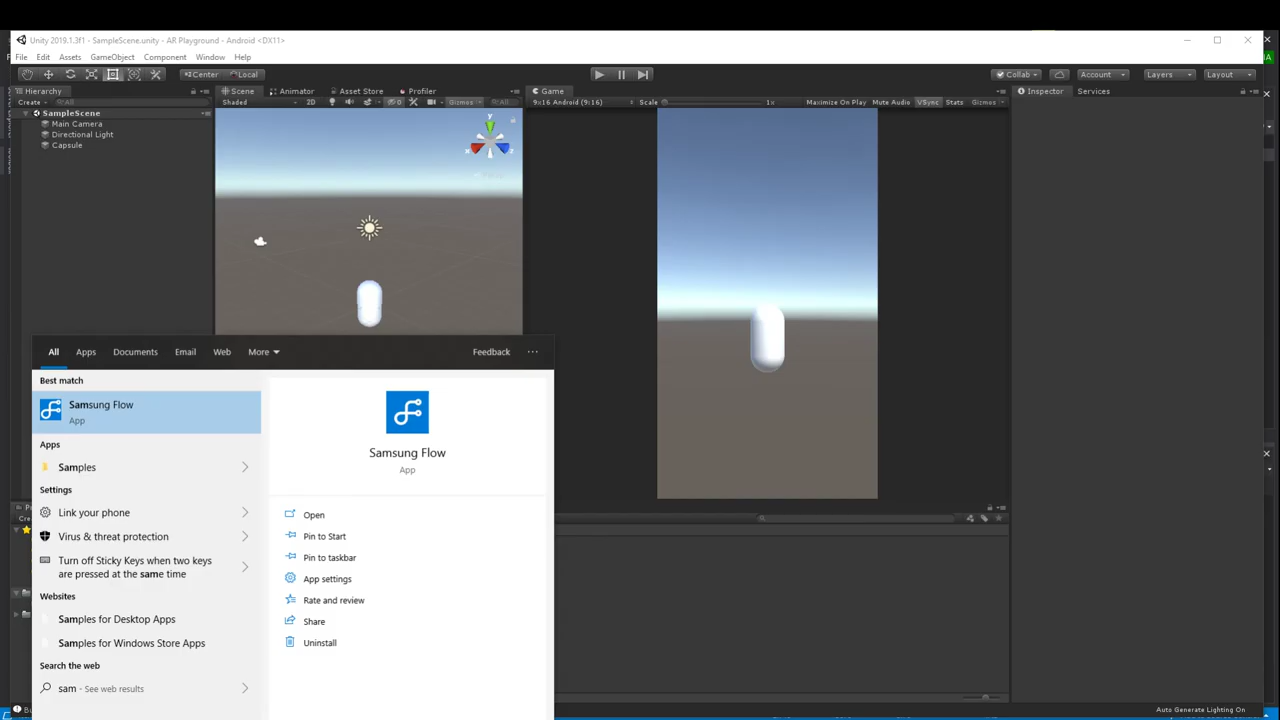 Unity 2019.1.3f1 - SampleScene.unity - AR Playground - Android <DX11>
File Edit Assets GameObject Component Window Help
Center Local Collab Account Layers Layout
Hierarchy Scene Animator Asset Store Profiler Game Inspector Services
Create All Shaded 2D 0 Gizmos All 9x16 Android (9:16) Scale 1x Maximize On Play Mute Audio VSync Stats Gizmos
SampleScene
Main Camera
Directional Light
Capsule
y
x z
All Apps Documents Email Web More Feedback ...
Best match
Samsung Flow
App
Apps
Samples
Settings
Link your phone
Virus & threat protection
Turn off Sticky Keys when two keys
are pressed at the same time
Websites
Samples for Desktop Apps
Samples for Windows Store Apps
Search the web
sam - See web results
Samsung Flow
App
Open
Pin to Start
Pin to taskbar
App settings
Rate and review
Share
Uninstall
Auto Generate Lighting On